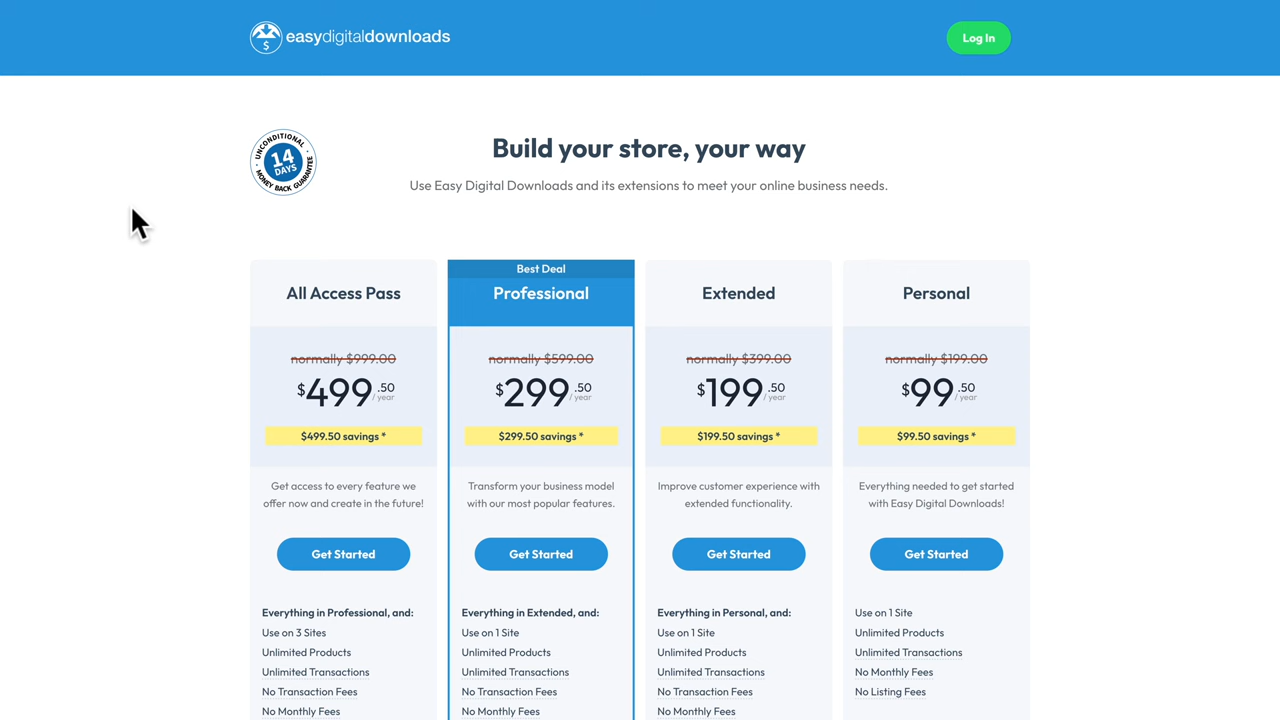 easydigitaldownloads
Log In
UNCONDITIONAL
14
DAYS
MONEY BACK GUARANTEE
Build your store, your way
Use Easy Digital Downloads and its extensions to meet your online business needs.
All Access Pass
normally $999.00
$499.50 / year
$499.50 savings *
Get access to every feature we
offer now and create in the future!
Get Started
Everything in Professional, and:
Use on 3 Sites
Unlimited Products
Unlimited Transactions
No Transaction Fees
No Monthly Fees
Best Deal
Professional
normally $599.00
$299.50 / year
$299.50 savings *
Transform your business model
with our most popular features.
Get Started
Everything in Extended, and:
Use on 1 Site
Unlimited Products
Unlimited Transactions
No Transaction Fees
No Monthly Fees
Extended
normally $399.00
$199.50 / year
$199.50 savings *
Improve customer experience with
extended functionality.
Get Started
Everything in Personal, and:
Use on 1 Site
Unlimited Products
Unlimited Transactions
No Transaction Fees
No Monthly Fees
Personal
normally $199.00
$99.50 / year
$99.50 savings *
Everything needed to get started
with Easy Digital Downloads!
Get Started
Use on 1 Site
Unlimited Products
Unlimited Transactions
No Monthly Fees
No Listing Fees